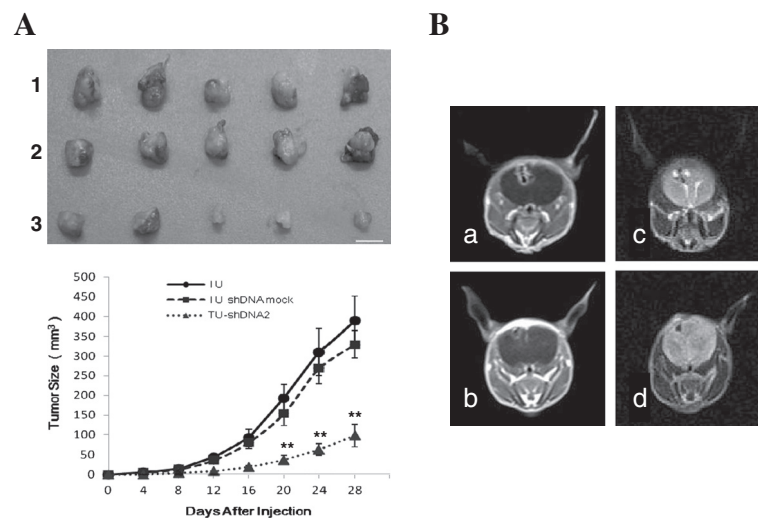 A
B
1
2
3
a
c
b
d
500
450
400
350
300
250
200
150
100
50
0
Tumor Size ( mm³ )
TU
TU shDNA mock
TU-shDNA2
**
**
**
0 4 8 12 16 20 24 28
Days After Injection